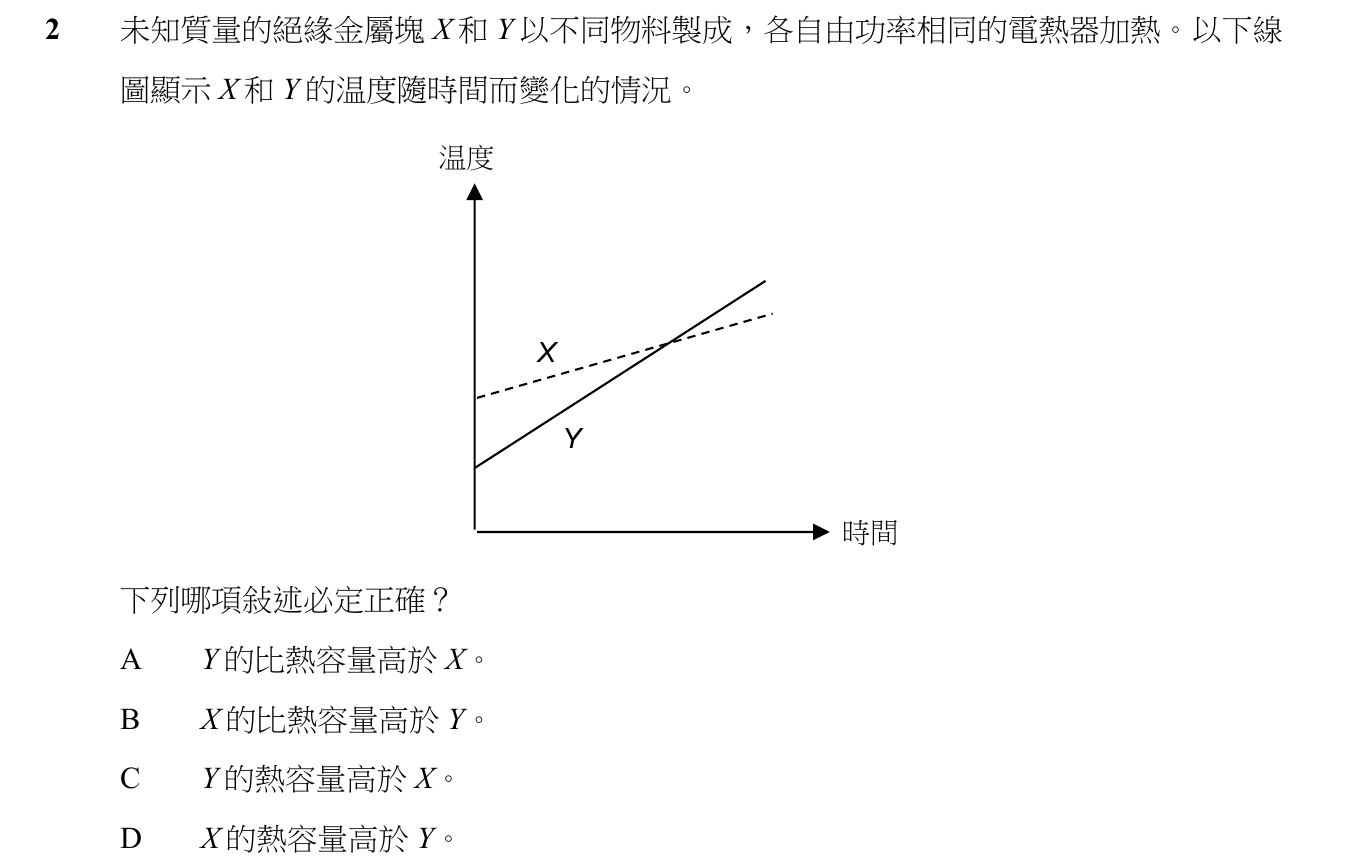 2 未知質量的絕緣金屬塊 X 和 Y 以不同物料製成，各自由功率相同的電熱器加熱。以下線
圖顯示 X 和 Y 的温度隨時間而變化的情況。
温度
X
Y
時間
下列哪項敍述必定正確？
A Y 的比熱容量高於 X。
B X 的比熱容量高於 Y。
C Y 的熱容量高於 X。
D X 的熱容量高於 Y。